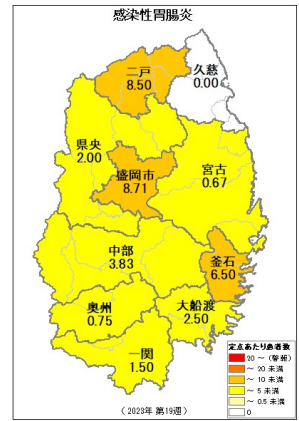 感染性胃腸炎
二戸
8.50
久慈
0.00
県央
2.00
盛岡市
8.71
宮古
0.67
中部
3.83
釜石
6.50
奥州
0.75
大船渡
2.50
一関
1.50
定点あたり患者数
20 ～ (警報)
～ 20 未満
～ 10 未満
～ 5 未満
～ 0.5 未満
0
（2023年 第19週）